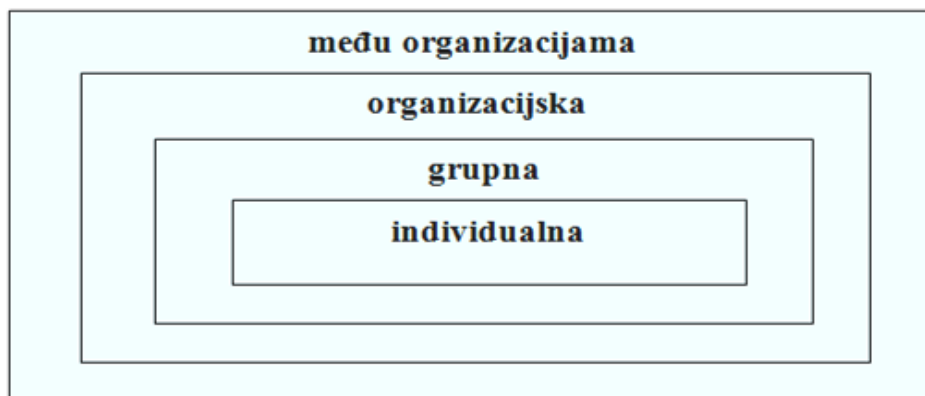 među organizacijama
organizacijska
grupna
individualna